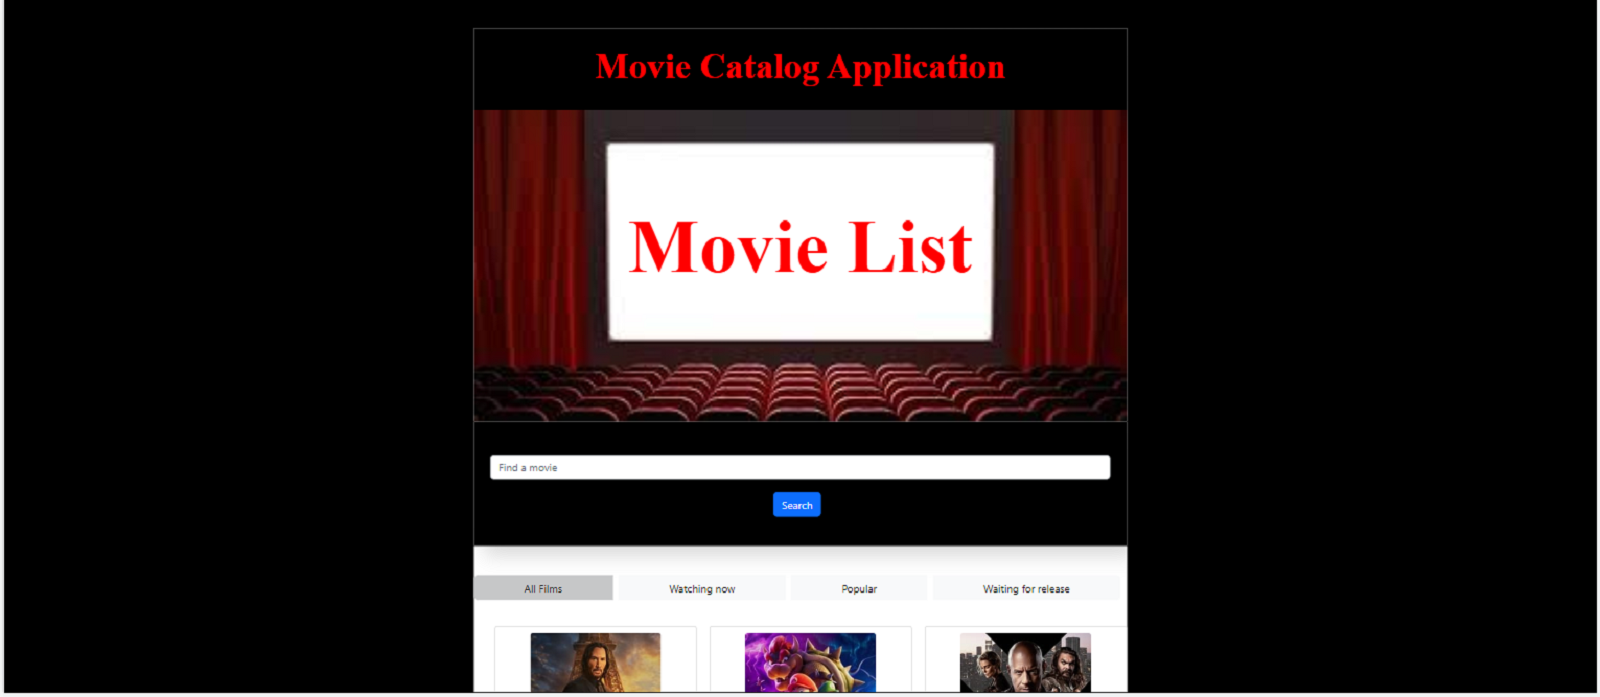 Movie Catalog Application
Movie List
Find a movie
Search
All Films
Watching now
Popular
Waiting for release